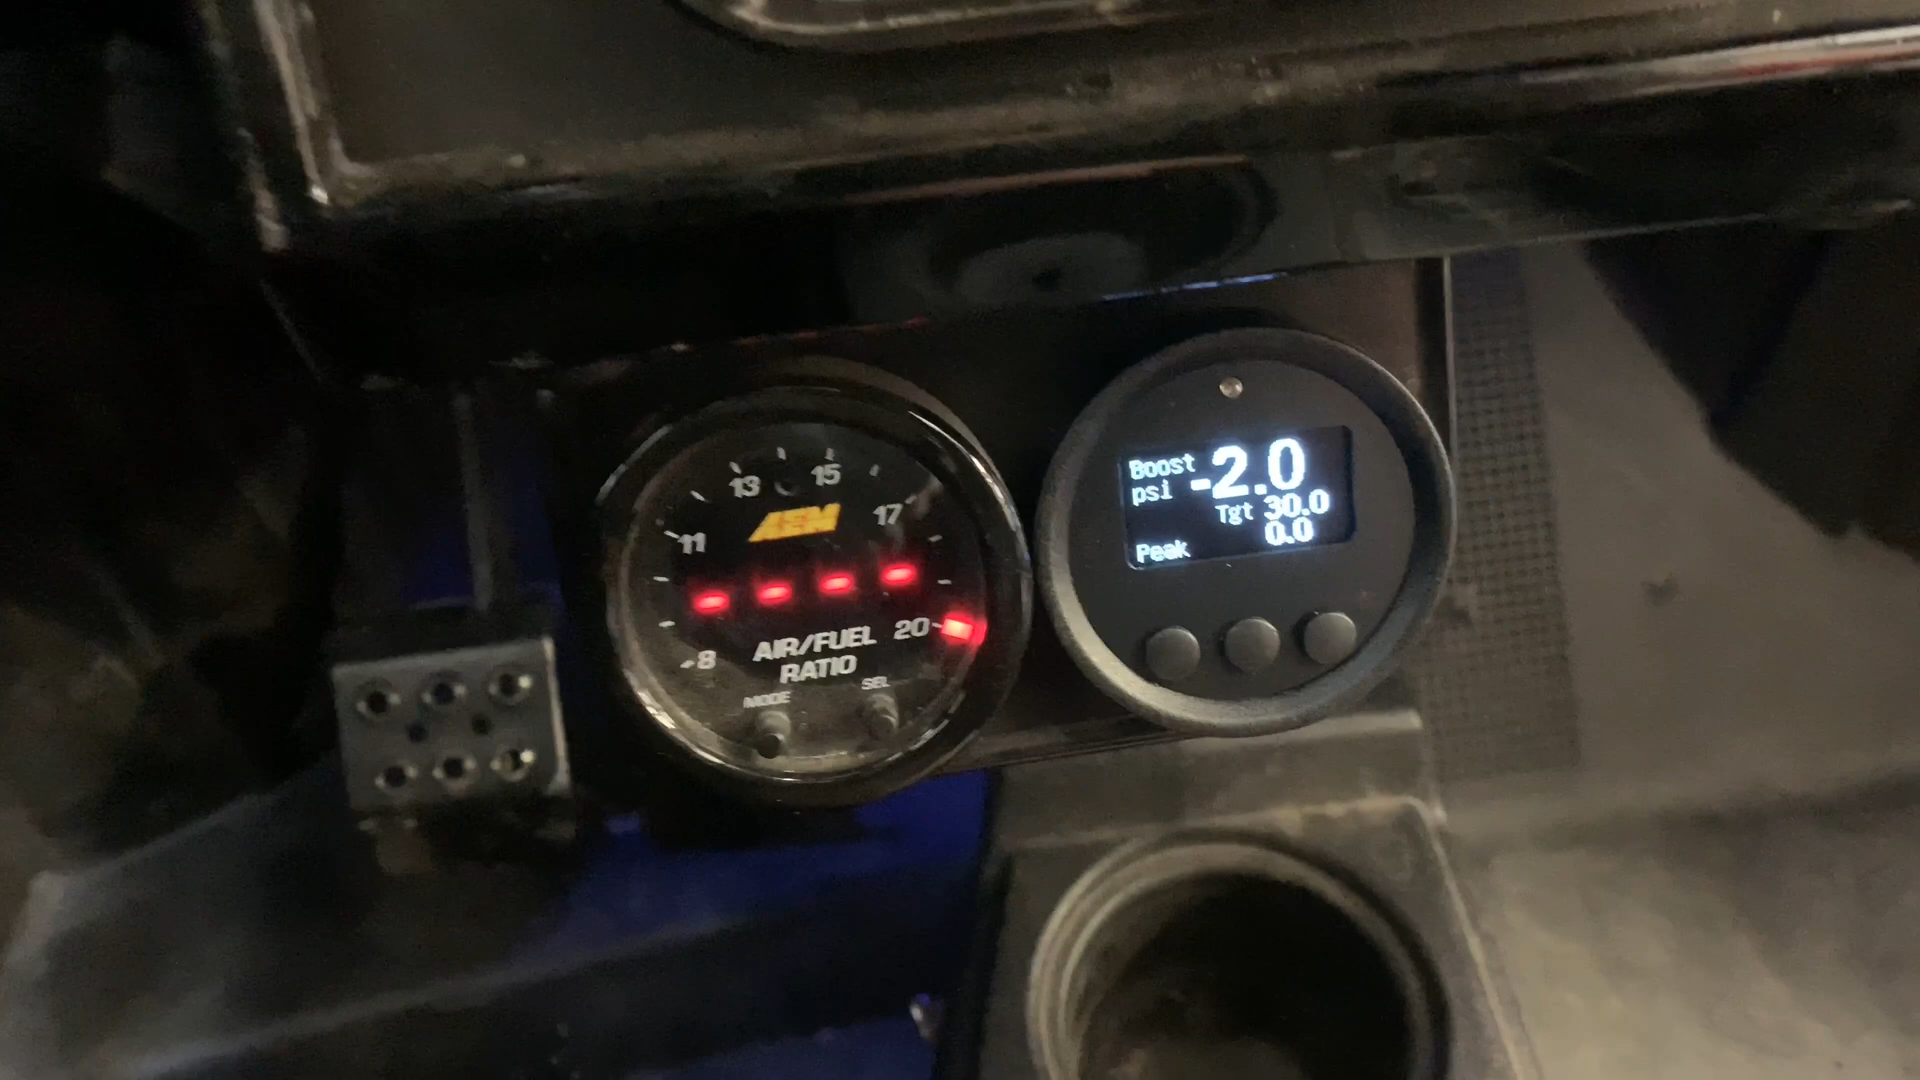 13 15
11 17
AEM
----
8 AIR/FUEL 20
RATIO
MODE SEL
Boost -2.0
psi
Tgt 30.0
0.0
Peak